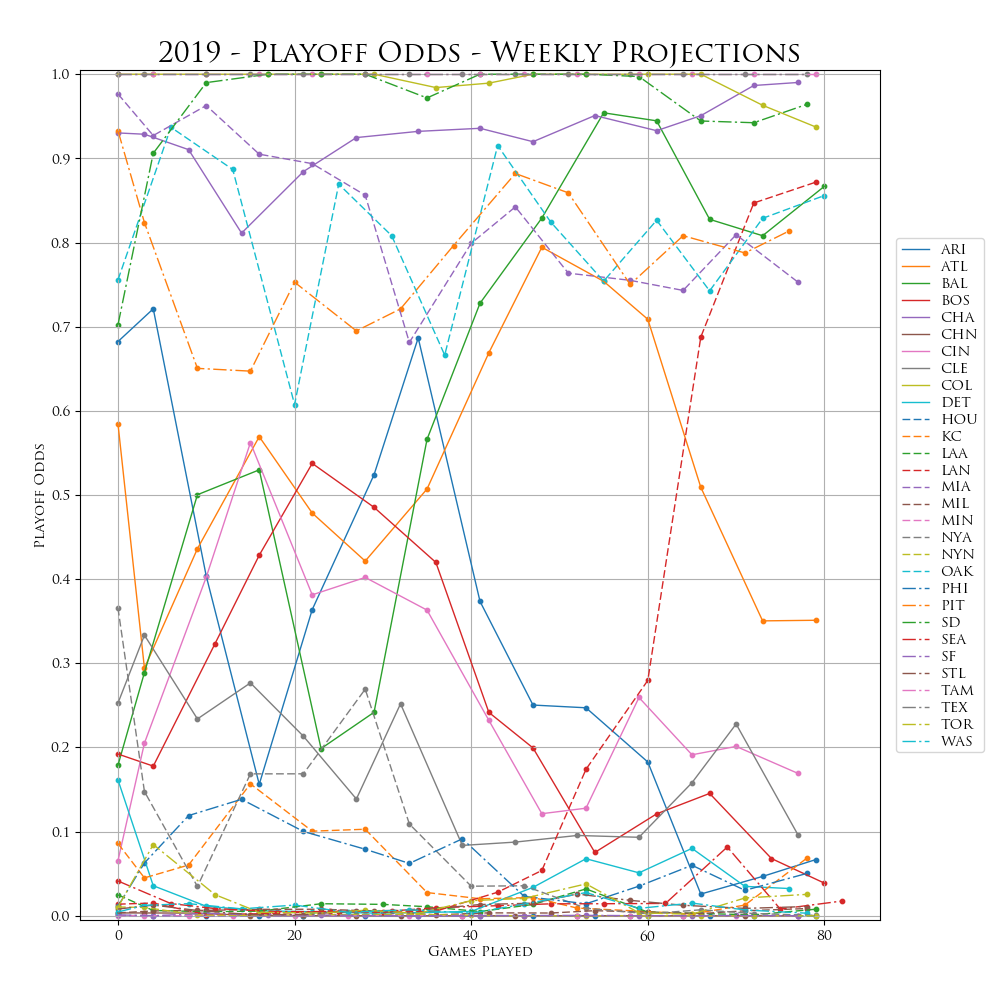 2019 - Playoff Odds - Weekly Projections
1.0
0.9
0.8
0.7
0.6
0.5
0.4
0.3
0.2
0.1
0.0
Playoff Odds
0 20 40 60 80
Games Played
ARI
ATL
BAL
BOS
CHA
CHN
CIN
CLE
COL
DET
HOU
KC
LAA
LAN
MIA
MIL
MIN
NYA
NYN
OAK
PHI
PIT
SD
SEA
SF
STL
TAM
TEX
TOR
WAS